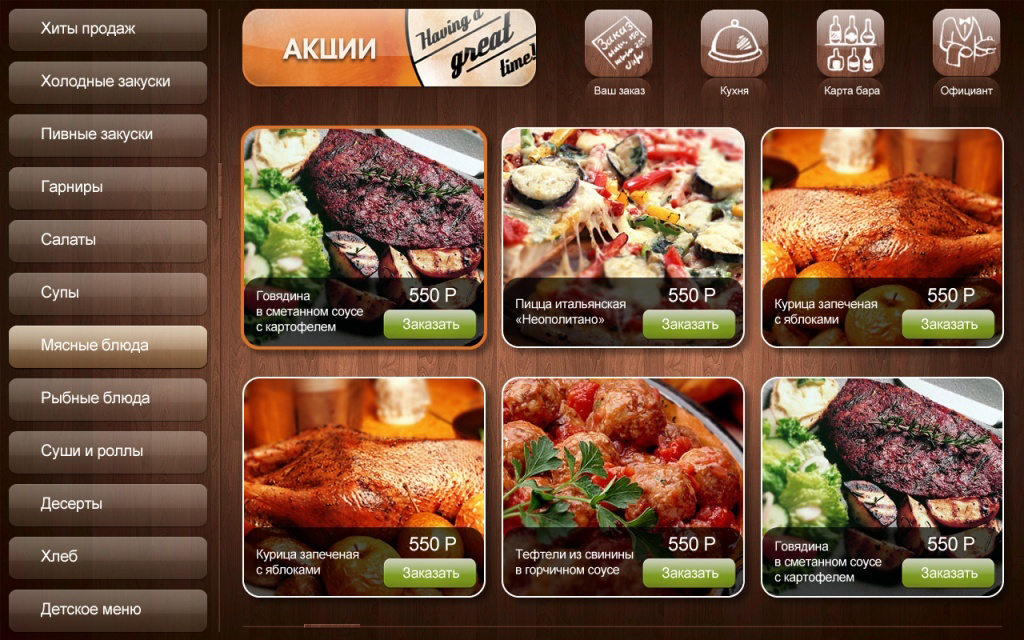 Хиты продаж
Холодные закуски
Пивные закуски
Гарниры
Салаты
Супы
Мясные блюда
Рыбные блюда
Суши и роллы
Десерты
Хлеб
Детское меню
АКЦИИ
Having a
great
time!
Заказ
Ваш заказ
Кухня
Карта бара
Официант
Говядина
в сметанном соусе
с картофелем
550 Р
Заказать
Пицца итальянская
«Неополитано»
550 Р
Заказать
Курица запеченая
с яблоками
550 Р
Заказать
Курица запеченая
с яблоками
550 Р
Заказать
Тефтели из свинины
в горчичном соусе
550 Р
Заказать
Говядина
в сметанном соусе
с картофелем
550 Р
Заказать